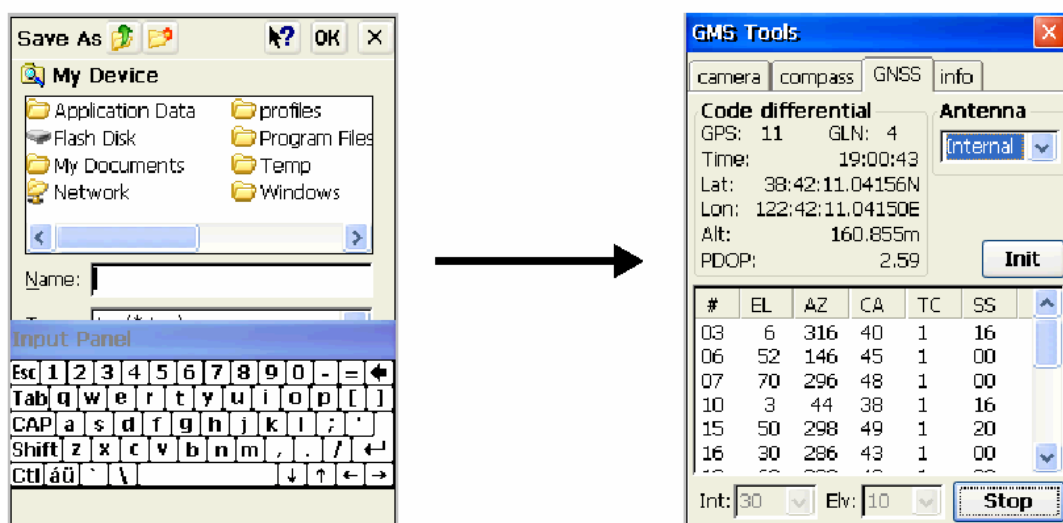 Save As ? OK ×
My Device
Application Data profiles
Flash Disk Program Files
My Documents Temp
Network Windows
Name:
Input Panel
Esc 1 2 3 4 5 6 7 8 9 0 - =
Tab q w e r t y u i o p [ ]
CAP a s d f g h j k l ; '
Shift z x c v b n m , . /
Ctl áü ` \
GMS Tools
camera compass GNSS info
Code differential Antenna
GPS: 11 GLN: 4 Internal
Time: 19:00:43
Lat: 38:42:11.04156N
Lon: 122:42:11.04150E
Alt: 160.855m
PDOP: 2.59 Init
# EL AZ CA TC SS
03 6 316 40 1 16
06 52 146 45 1 00
07 70 296 48 1 00
10 3 44 38 1 16
15 50 298 49 1 20
16 30 286 43 1 00
Int: 30 Elv: 10 Stop